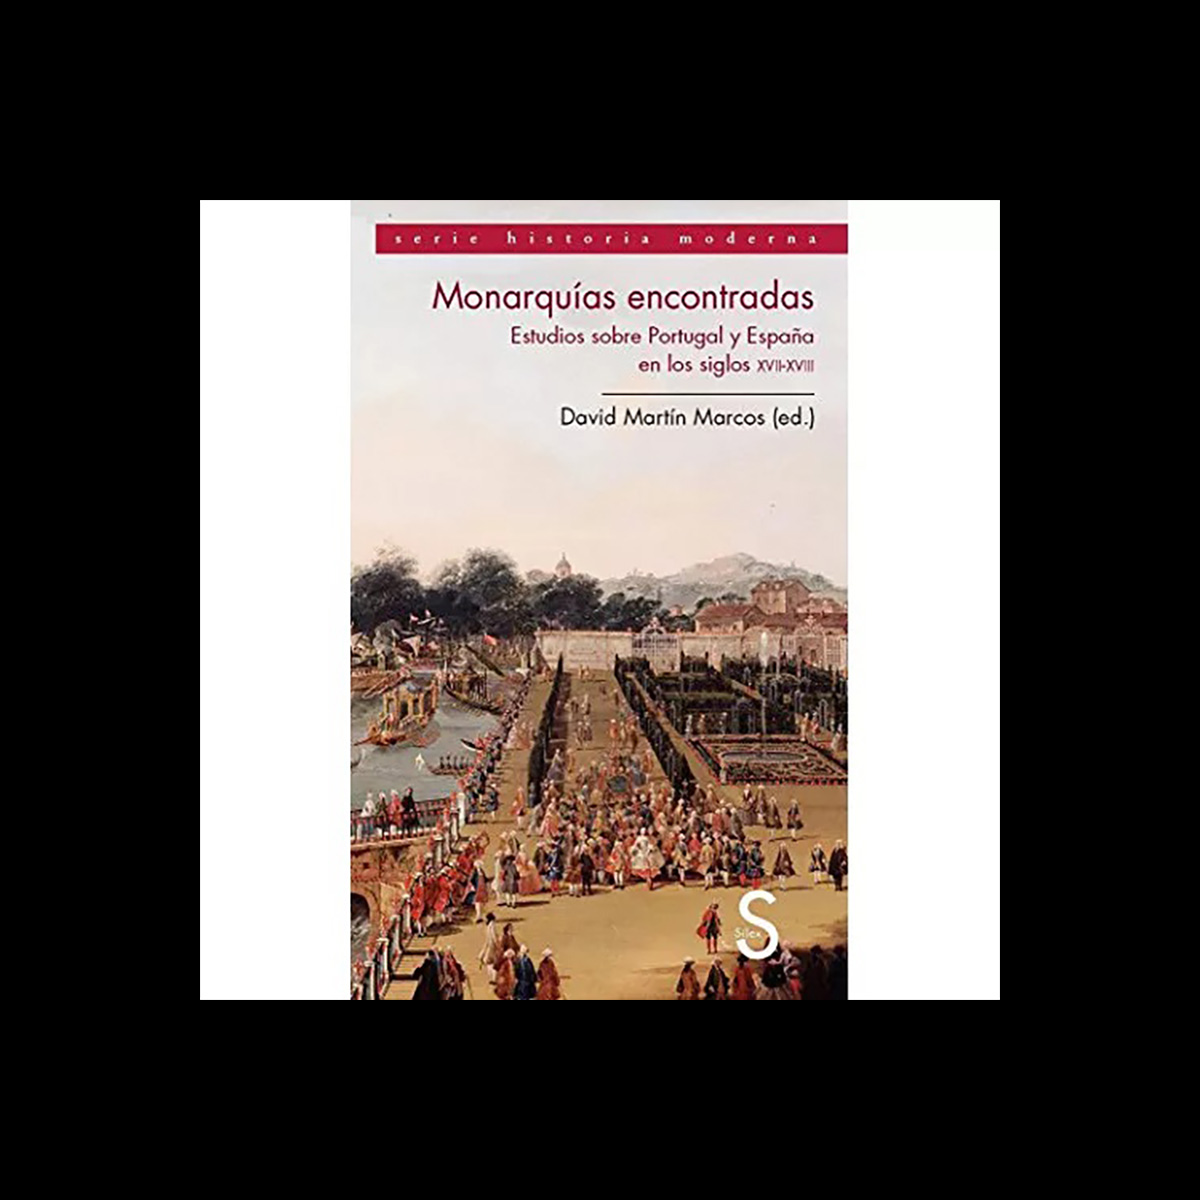 serie historia moderna
Monarquías encontradas
Estudios sobre Portugal y España
en los siglos XVII-XVIII
David Martín Marcos (ed.)
S
Sílex